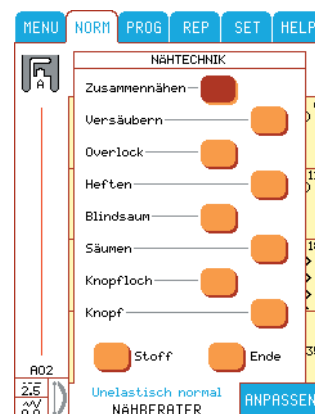 MENU NORM PROG REP SET HELP
NÄHTECHNIK
A
Zusammennähen
Versäubern
Overlock
Heften
Blindsaum
Säumen
Knopfloch
Knopf
Stoff Ende
A02
2.5
Unelastisch normal
NÄHBERATER
ANPASSEN